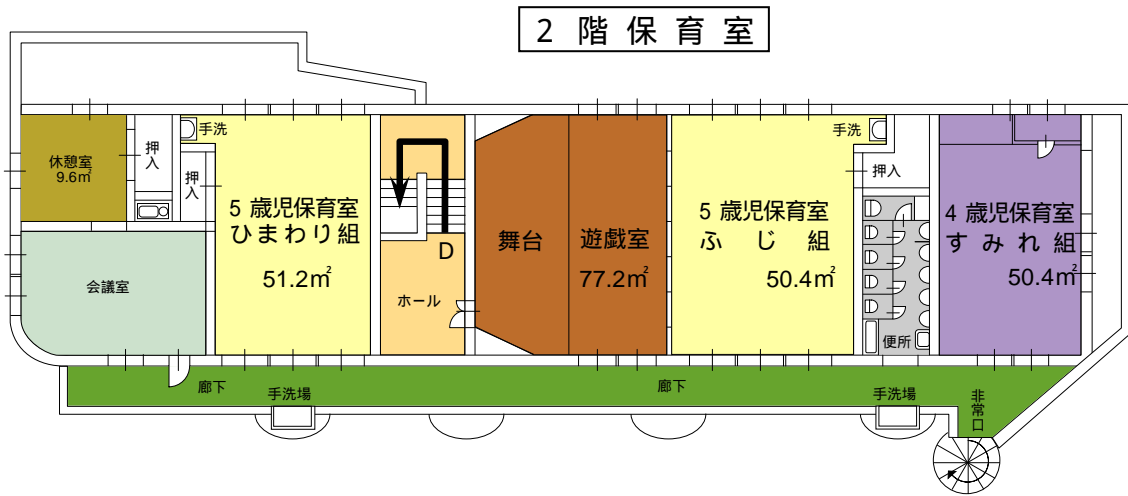 2 階保育室
休憩室
9.6㎡
押入
手洗
押入
5 歳児保育室
ひまわり組
51.2㎡
会議室
D
ホール
舞台
遊戯室
77.2㎡
手洗
押入
5 歳児保育室
ふじ組
50.4㎡
便所
4 歳児保育室
すみれ組
50.4㎡
廊下
手洗場
廊下
手洗場
非常口